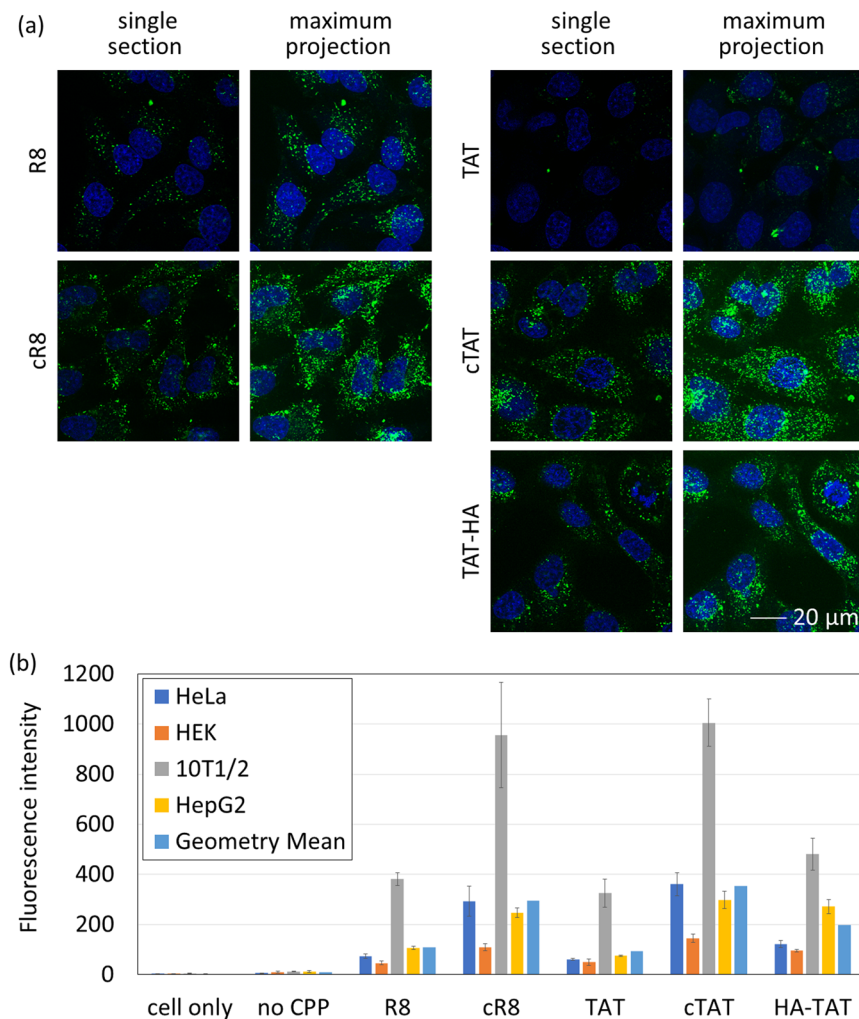 (a)
single section
maximum projection
single section
maximum projection
R8
TAT
cR8
cTAT
TAT-HA
20 µm
(b)
Fluorescence intensity
1200
1000
800
600
400
200
0
HeLa
HEK
10T1/2
HepG2
Geometry Mean
cell only
no CPP
R8
cR8
TAT
cTAT
HA-TAT